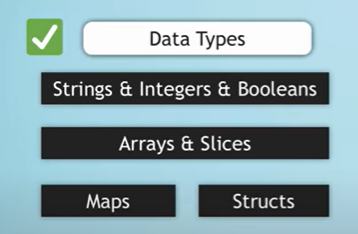 Data Types
Strings & Integers & Booleans
Arrays & Slices
Maps
Structs